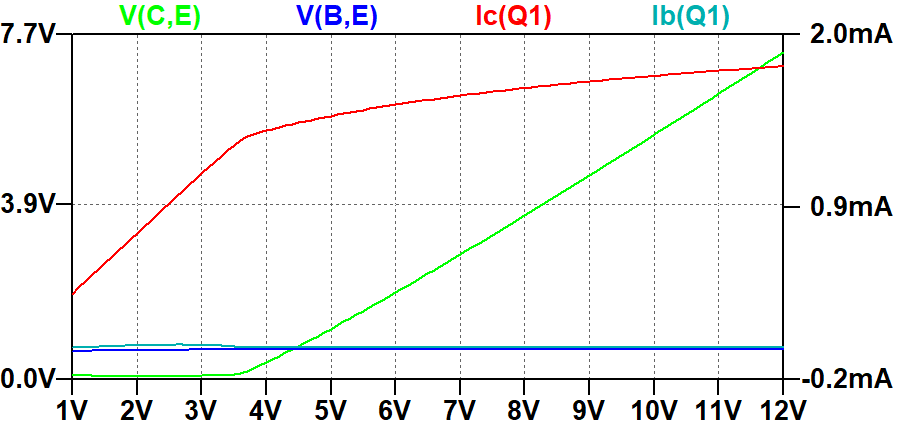 V(C,E) V(B,E) Ic(Q1) Ib(Q1)
7.7V 2.0mA
3.9V 0.9mA
0.0V -0.2mA
1V 2V 3V 4V 5V 6V 7V 8V 9V 10V 11V 12V